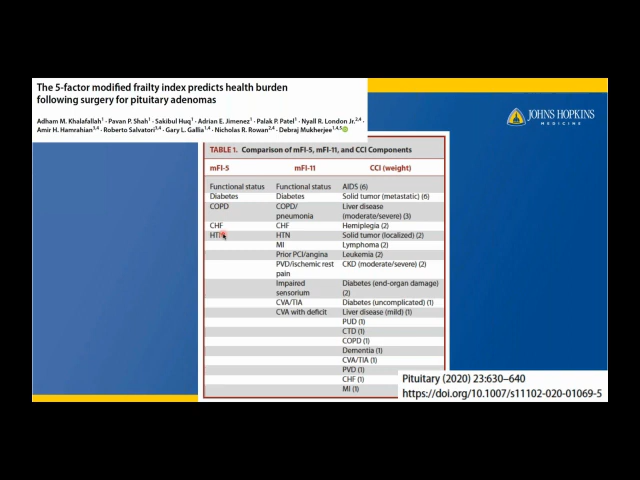 The 5-factor modified frailty index predicts health burden
following surgery for pituitary adenomas
Adham M. Khalafallah¹ · Pavan P. Shah¹ · Sakibul Huq¹ · Adrian E. Jimenez¹ · Palak P. Patel¹ · Nyall R. London Jr.²,⁴ ·
Amir H. Hamrahian³,⁴ · Roberto Salvatori³,⁴ · Gary L. Gallia¹,⁴ · Nicholas R. Rowan²,⁴ · Debraj Mukherjee¹,⁴,⁵
JOHNS HOPKINS
MEDICINE
TABLE 1. Comparison of mFI-5, mFI-11, and CCI Components
mFI-5 mFI-11 CCI (weight)
Functional status Functional status AIDS (6)
Diabetes Diabetes Solid tumor (metastatic) (6)
COPD COPD/ Liver disease
pneumonia (moderate/severe) (3)
CHF CHF Hemiplegia (2)
HTN HTN Solid tumor (localized) (2)
MI Lymphoma (2)
Prior PCI/angina Leukemia (2)
PVD/ischemic rest CKD (moderate/severe) (2)
pain
Impaired Diabetes (end-organ damage)
sensorium (2)
CVA/TIA Diabetes (uncomplicated) (1)
CVA with deficit Liver disease (mild) (1)
PUD (1)
CTD (1)
COPD (1)
Dementia (1)
CVA/TIA (1)
PVD (1)
CHF (1)
MI (1)
Pituitary (2020) 23:630–640
https://doi.org/10.1007/s11102-020-01069-5